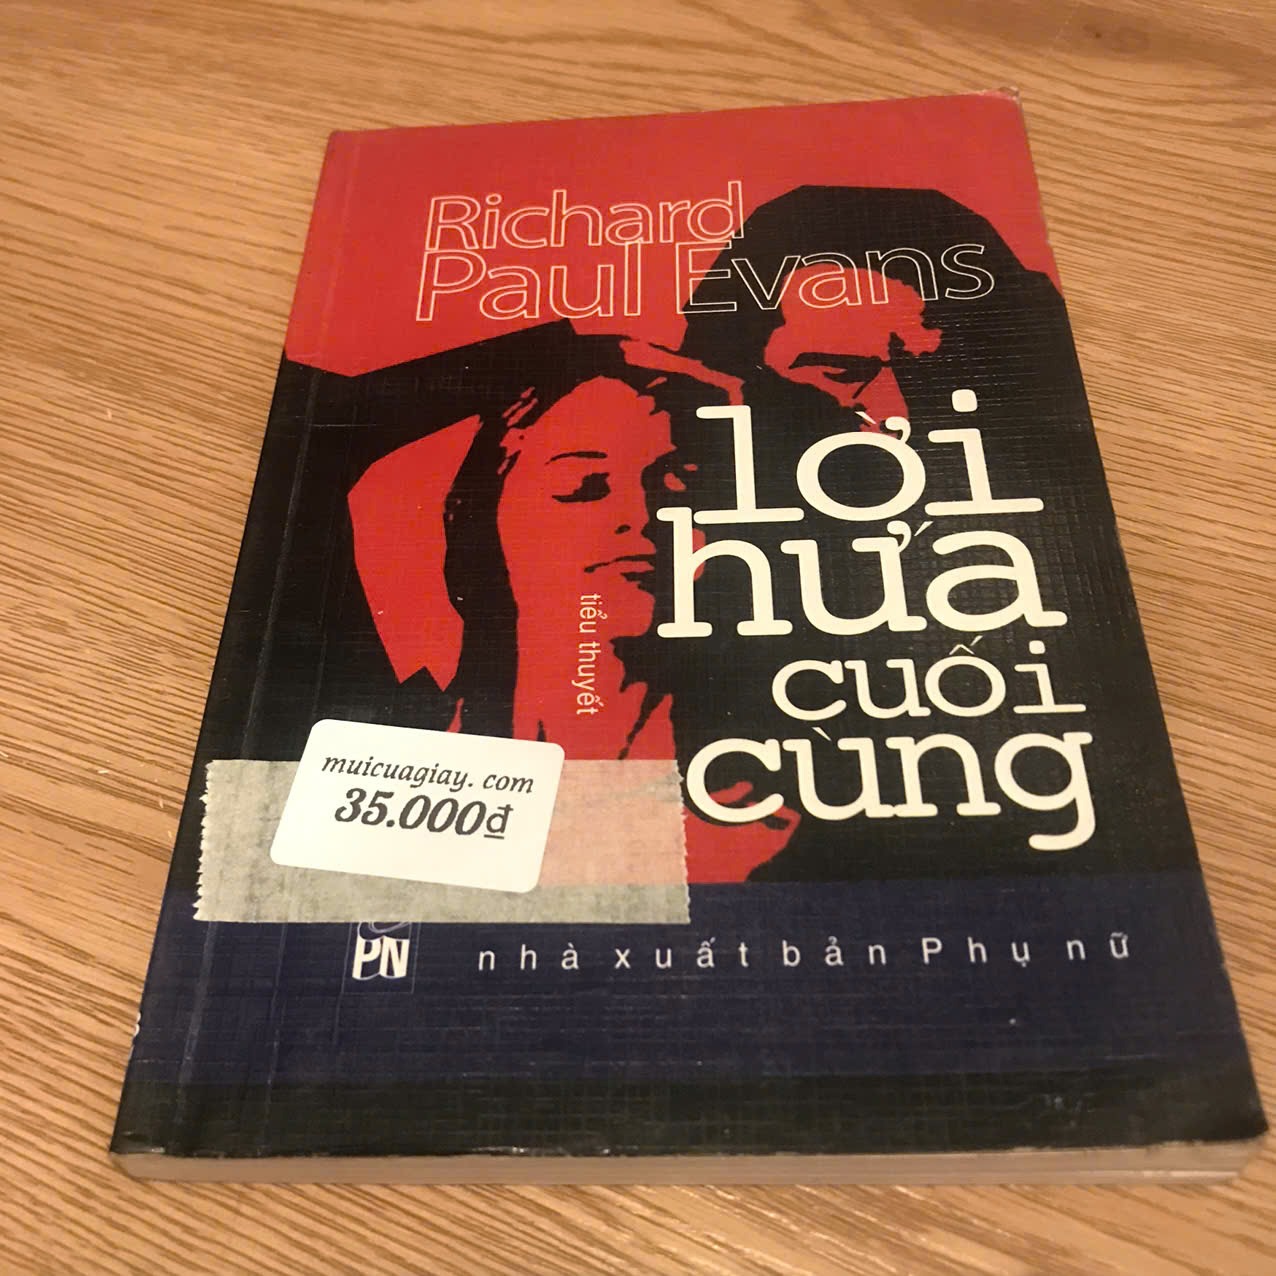 Richard
Paul Evans
lời
hứa
cuối
cùng
tiểu thuyết
muicuagiay. com
35.000đ
PN
nhà xuất bản Phụ nữ